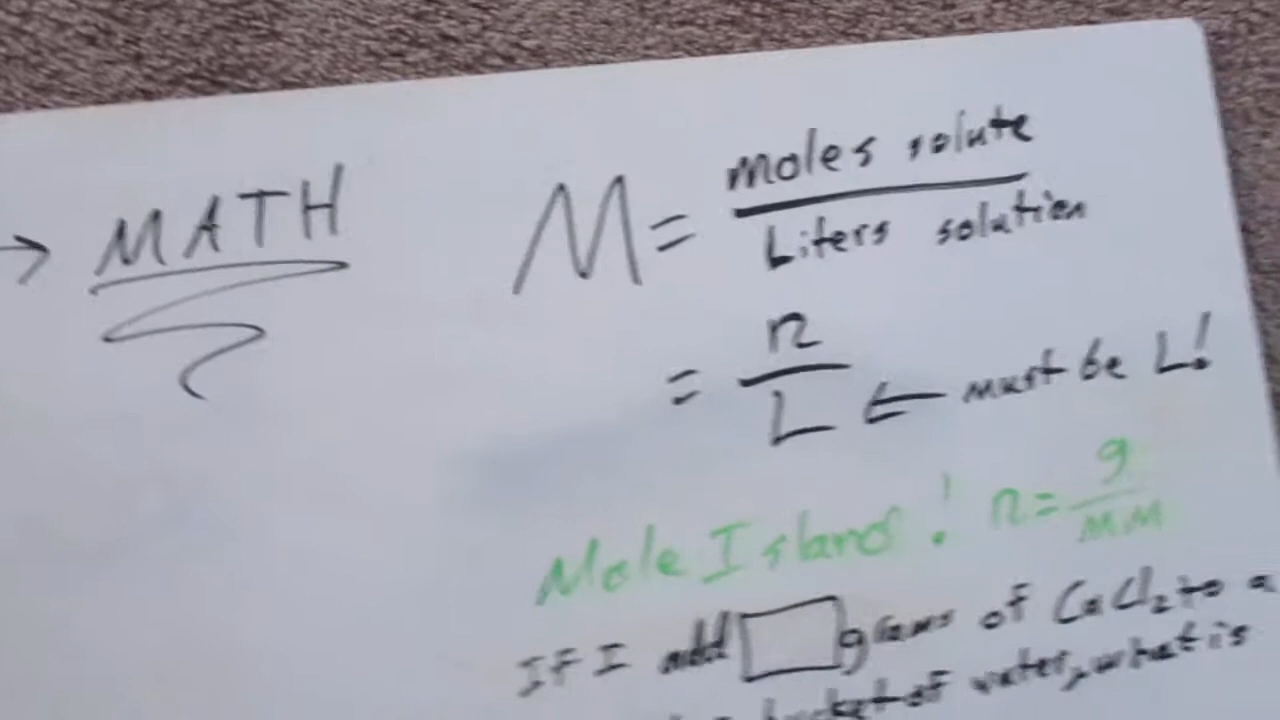 → MATH
M = moles solute / Liters solution
= n / L ← must be L!
Mole Island! n = g / MM
If I add □ grams of CaCl₂ to a
bucket of water, what is